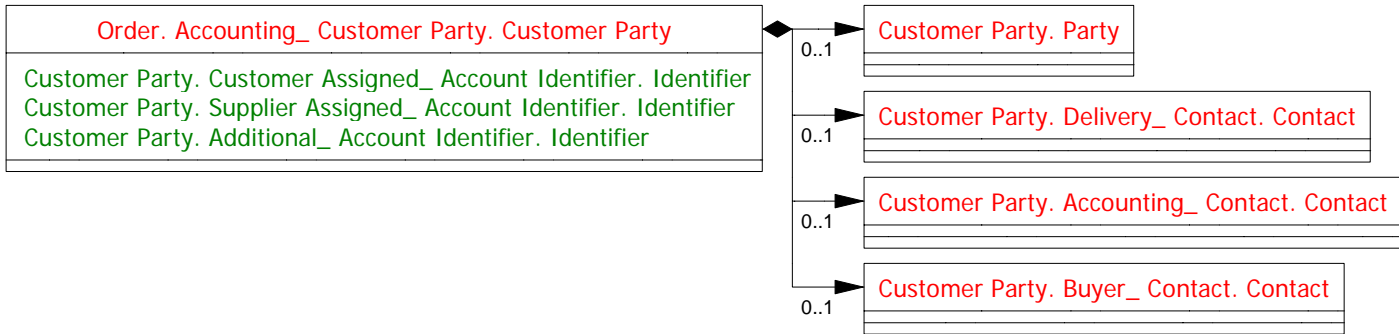 Order. Accounting_ Customer Party. Customer Party
Customer Party. Customer Assigned_ Account Identifier. Identifier
Customer Party. Supplier Assigned_ Account Identifier. Identifier
Customer Party. Additional_ Account Identifier. Identifier
0..1
Customer Party. Party
0..1
Customer Party. Delivery_ Contact. Contact
0..1
Customer Party. Accounting_ Contact. Contact
0..1
Customer Party. Buyer_ Contact. Contact